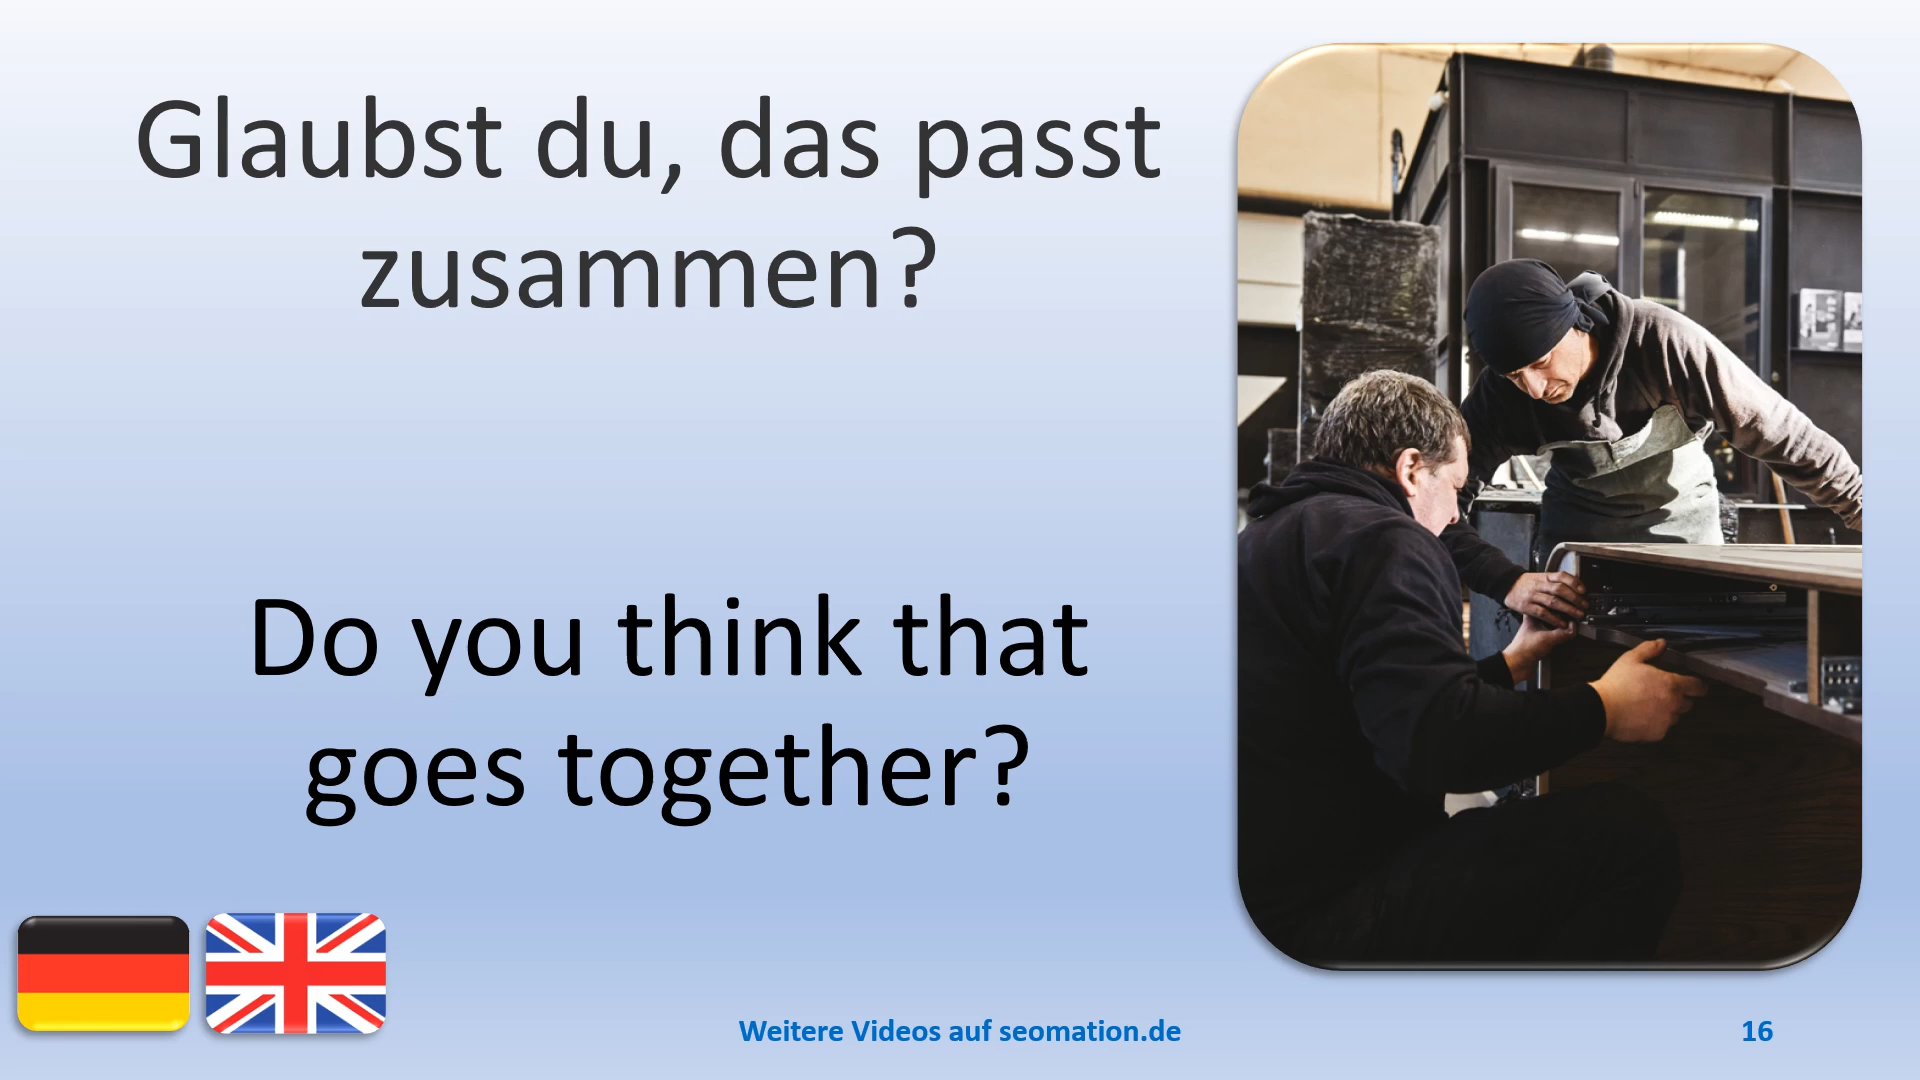 Glaubst du, das passt
zusammen?
Do you think that
goes together?
Weitere Videos auf seomation.de
16